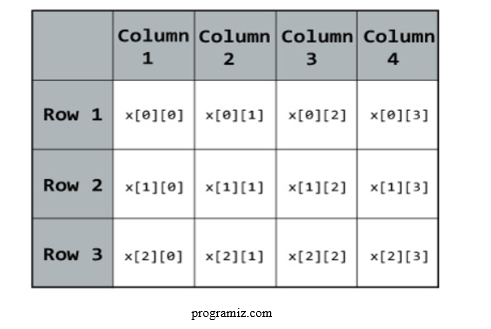 Column 1 Column 2 Column 3 Column 4
Row 1 x[0][0] x[0][1] x[0][2] x[0][3]
Row 2 x[1][0] x[1][1] x[1][2] x[1][3]
Row 3 x[2][0] x[2][1] x[2][2] x[2][3]
programiz.com